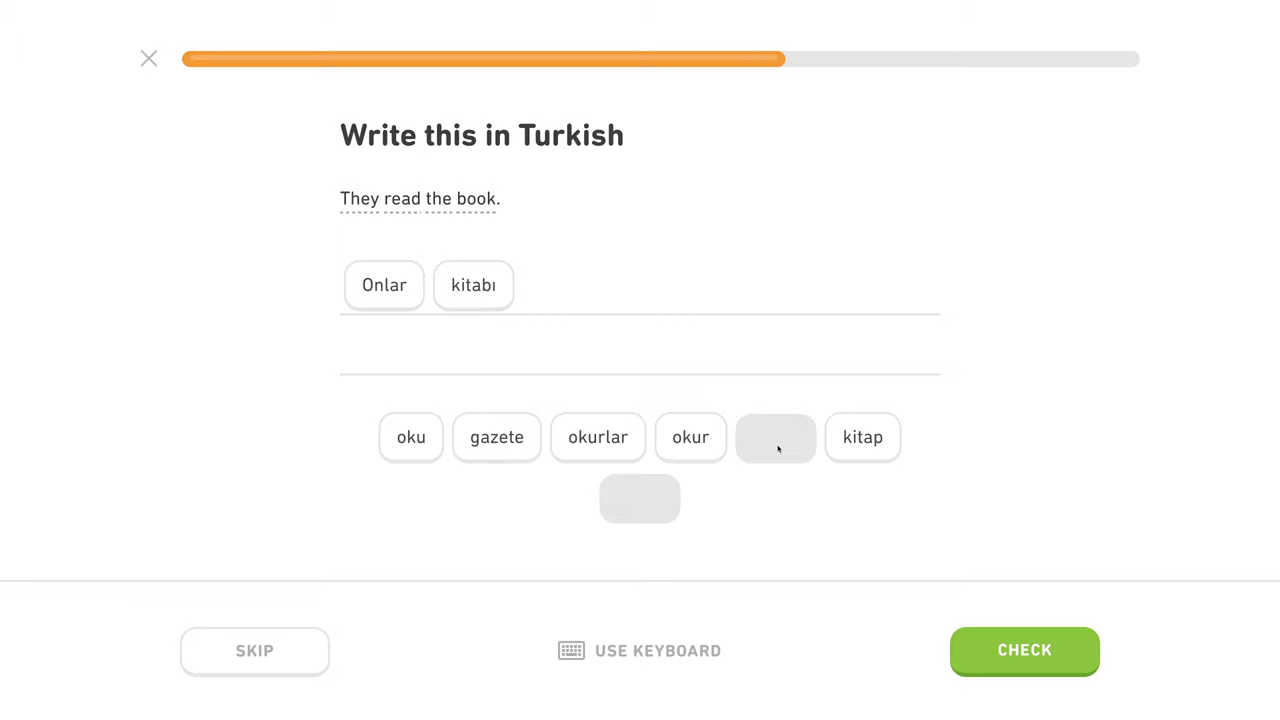 Write this in Turkish
They read the book.
Onlar kitabı
oku gazete okurlar okur kitap
SKIP USE KEYBOARD CHECK